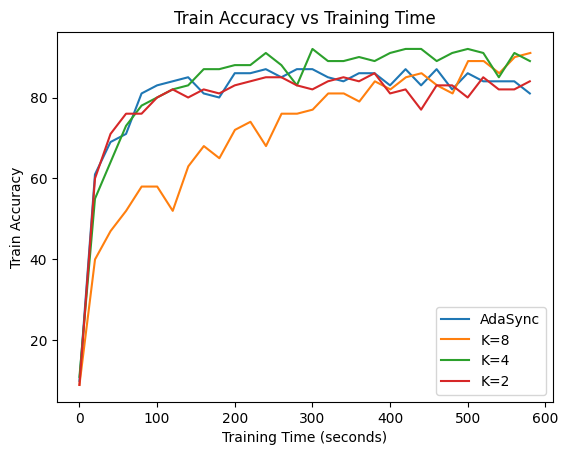 Train Accuracy vs Training Time
Train Accuracy
80
60
40
20
0
100
200
300
400
500
600
Training Time (seconds)
AdaSync
K=8
K=4
K=2